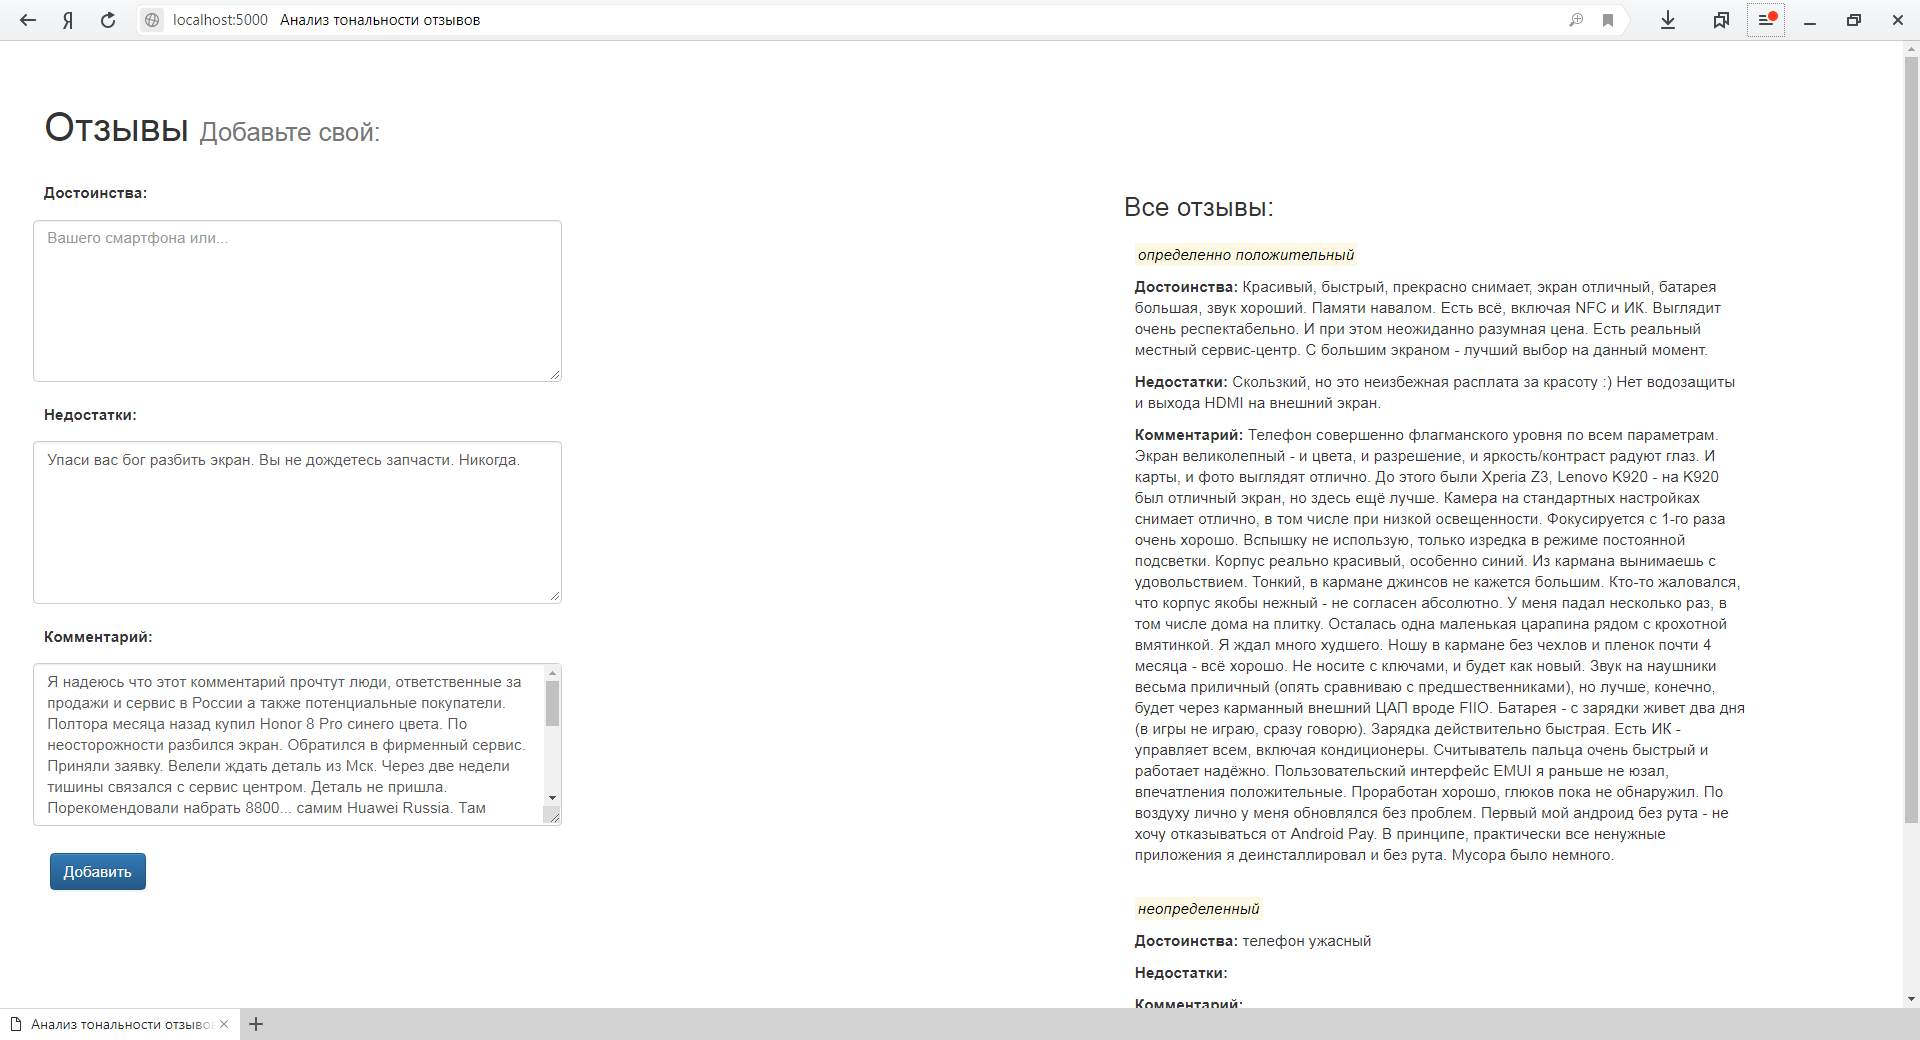 localhost:5000 Анализ тональности отзывов
Отзывы Добавьте свой:
Достоинства:
Вашего смартфона или...
Недостатки:
Упаси вас бог разбить экран. Вы не дождетесь запчасти. Никогда.
Комментарий:
Я надеюсь что этот комментарий прочтут люди, ответственные за
продажи и сервис в России а также потенциальные покупатели.
Полтора месяца назад купил Honor 8 Pro синего цвета. По
неосторожности разбился экран. Обратился в фирменный сервис.
Приняли заявку. Велели ждать деталь из Мск. Через две недели
тишины связался с сервис центром. Деталь не пришла.
Порекомендовали набрать 8800... самим Huawei Russia. Там
Добавить
Все отзывы:
определенно положительный
Достоинства: Красивый, быстрый, прекрасно снимает, экран отличный, батарея
большая, звук хороший. Памяти навалом. Есть всё, включая NFC и ИК. Выглядит
очень респектабельно. И при этом неожиданно разумная цена. Есть реальный
местный сервис-центр. С большим экраном - лучший выбор на данный момент.
Недостатки: Скользкий, но это неизбежная расплата за красоту :) Нет водозащиты
и выхода HDMI на внешний экран.
Комментарий: Телефон совершенно флагманского уровня по всем параметрам.
Экран великолепный - и цвета, и разрешение, и яркость/контраст радуют глаз. И
карты, и фото выглядят отлично. До этого были Xperia Z3, Lenovo K920 - на K920
был отличный экран, но здесь ещё лучше. Камера на стандартных настройках
снимает отлично, в том числе при низкой освещенности. Фокусируется с 1-го раза
очень хорошо. Вспышку не использую, только изредка в режиме постоянной
подсветки. Корпус реально красивый, особенно синий. Из кармана вынимаешь с
удовольствием. Тонкий, в кармане джинсов не кажется большим. Кто-то жаловался,
что корпус якобы нежный - не согласен абсолютно. У меня падал несколько раз, в
том числе дома на плитку. Осталась одна маленькая царапина рядом с крохотной
вмятинкой. Я ждал много худшего. Ношу в кармане без чехлов и пленок почти 4
месяца - всё хорошо. Не носите с ключами, и будет как новый. Звук на наушники
весьма приличный (опять сравниваю с предшественниками), но лучше, конечно,
будет через карманный внешний ЦАП вроде FIIO. Батарея - с зарядки живет два дня
(в игры не играю, сразу говорю). Зарядка действительно быстрая. Есть ИК -
управляет всем, включая кондиционеры. Считыватель пальца очень быстрый и
работает надёжно. Пользовательский интерфейс EMUI я раньше не юзал,
впечатления положительные. Проработан хорошо, глюков пока не обнаружил. По
воздуху лично у меня обновлялся без проблем. Первый мой андроид без рута - не
хочу отказываться от Android Pay. В принципе, практически все ненужные
приложения я деинсталлировал и без рута. Мусора было немного.
неопределенный
Достоинства: телефон ужасный
Недостатки:
Комментарий:
Анализ тональности отзывов